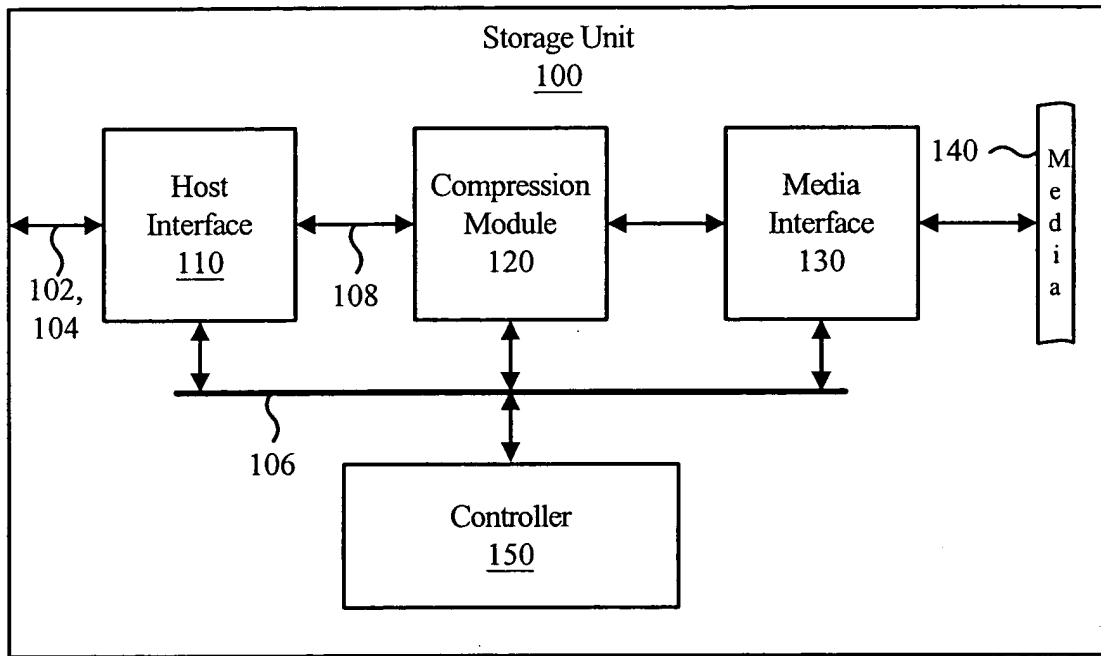 Storage Unit
100
Host
Interface
110
Compression
Module
120
Media
Interface
130
140
Media
102,
104
108
106
Controller
150